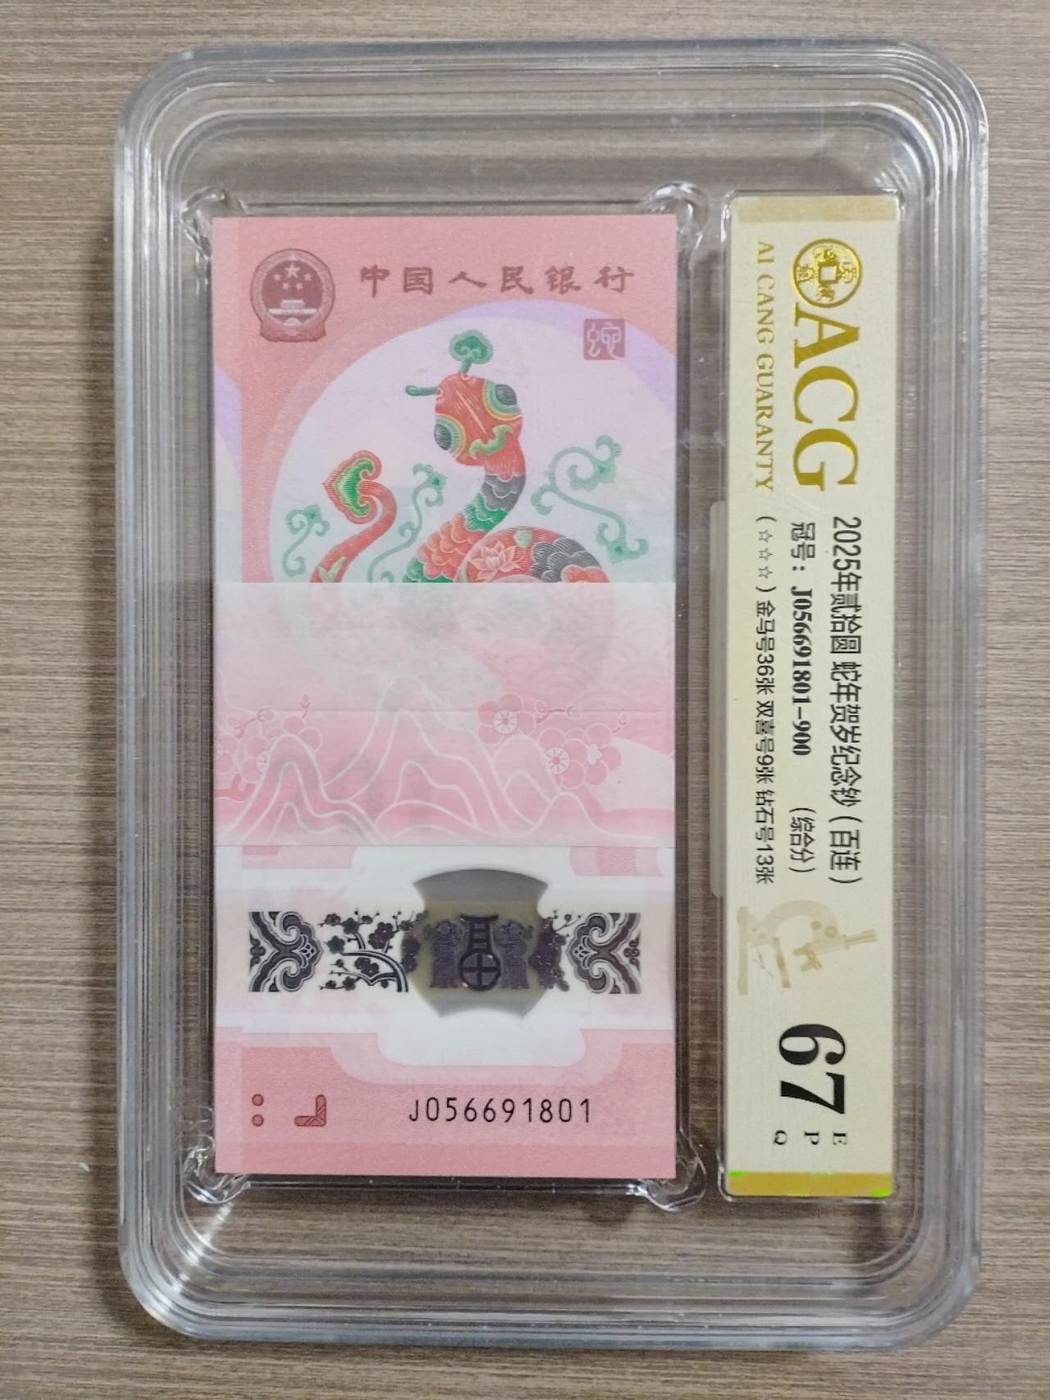 中国人民银行
J056691801
ACG
AI CANG GUARANTY
2025年贰拾圆 蛇年贺岁纪念钞（百连）
冠号：J056691801-900 （综合分）
（☆☆☆）金马号36张 双喜号9张 钻石号13张
67
E
P
Q